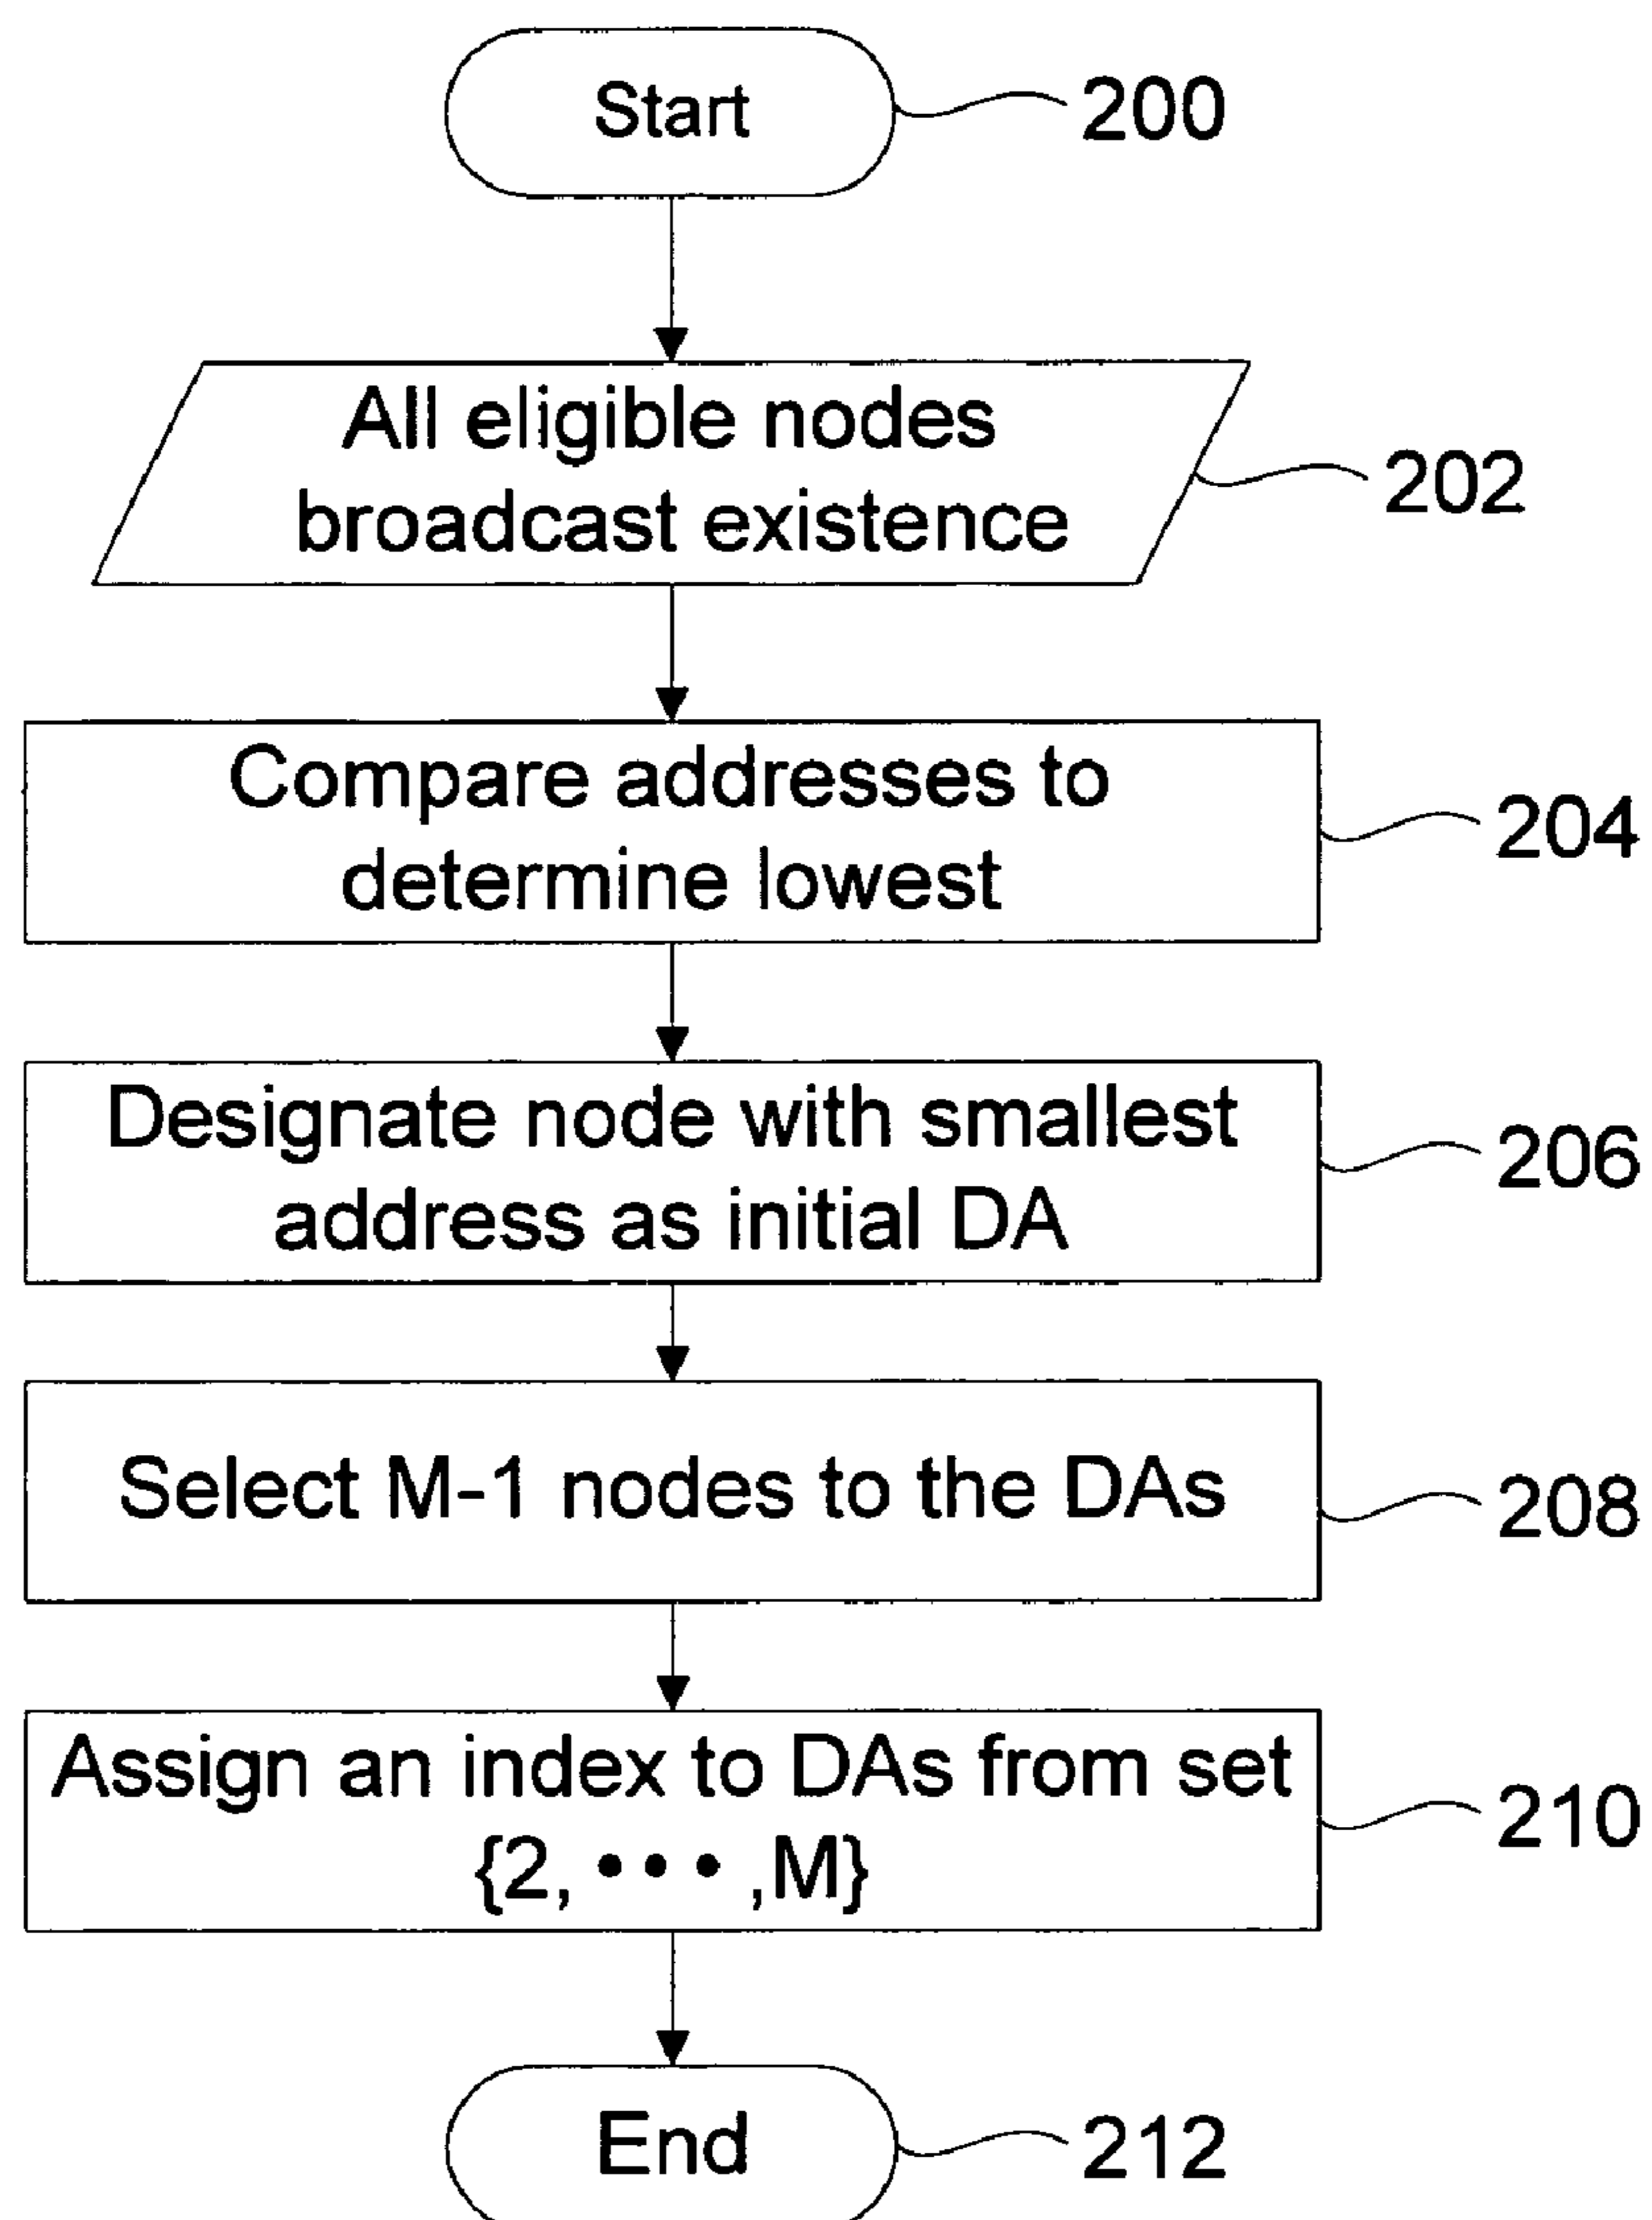 Start
200
All eligible nodes
broadcast existence
202
Compare addresses to
determine lowest
204
Designate node with smallest
address as initial DA
206
Select M-1 nodes to the DAs
208
Assign an index to DAs from set
{2, • • • ,M}
210
End
212